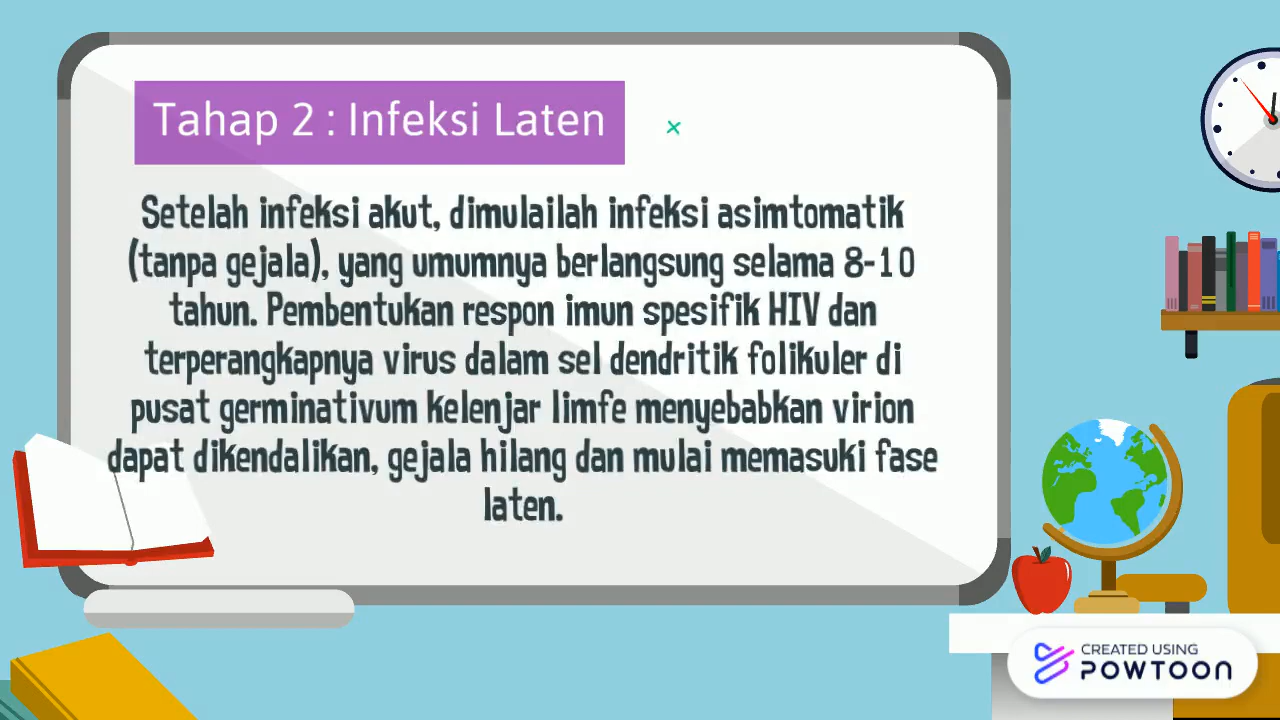 Tahap 2 : Infeksi Laten
Setelah infeksi akut, dimulailah infeksi asimtomatik
(tanpa gejala), yang umumnya berlangsung selama 8-10
tahun. Pembentukan respon imun spesifik HIV dan
terperangkapnya virus dalam sel dendritik folikuler di
pusat germinativum kelenjar limfe menyebabkan virion
dapat dikendalikan, gejala hilang dan mulai memasuki fase
laten.
CREATED USING
POWTOON